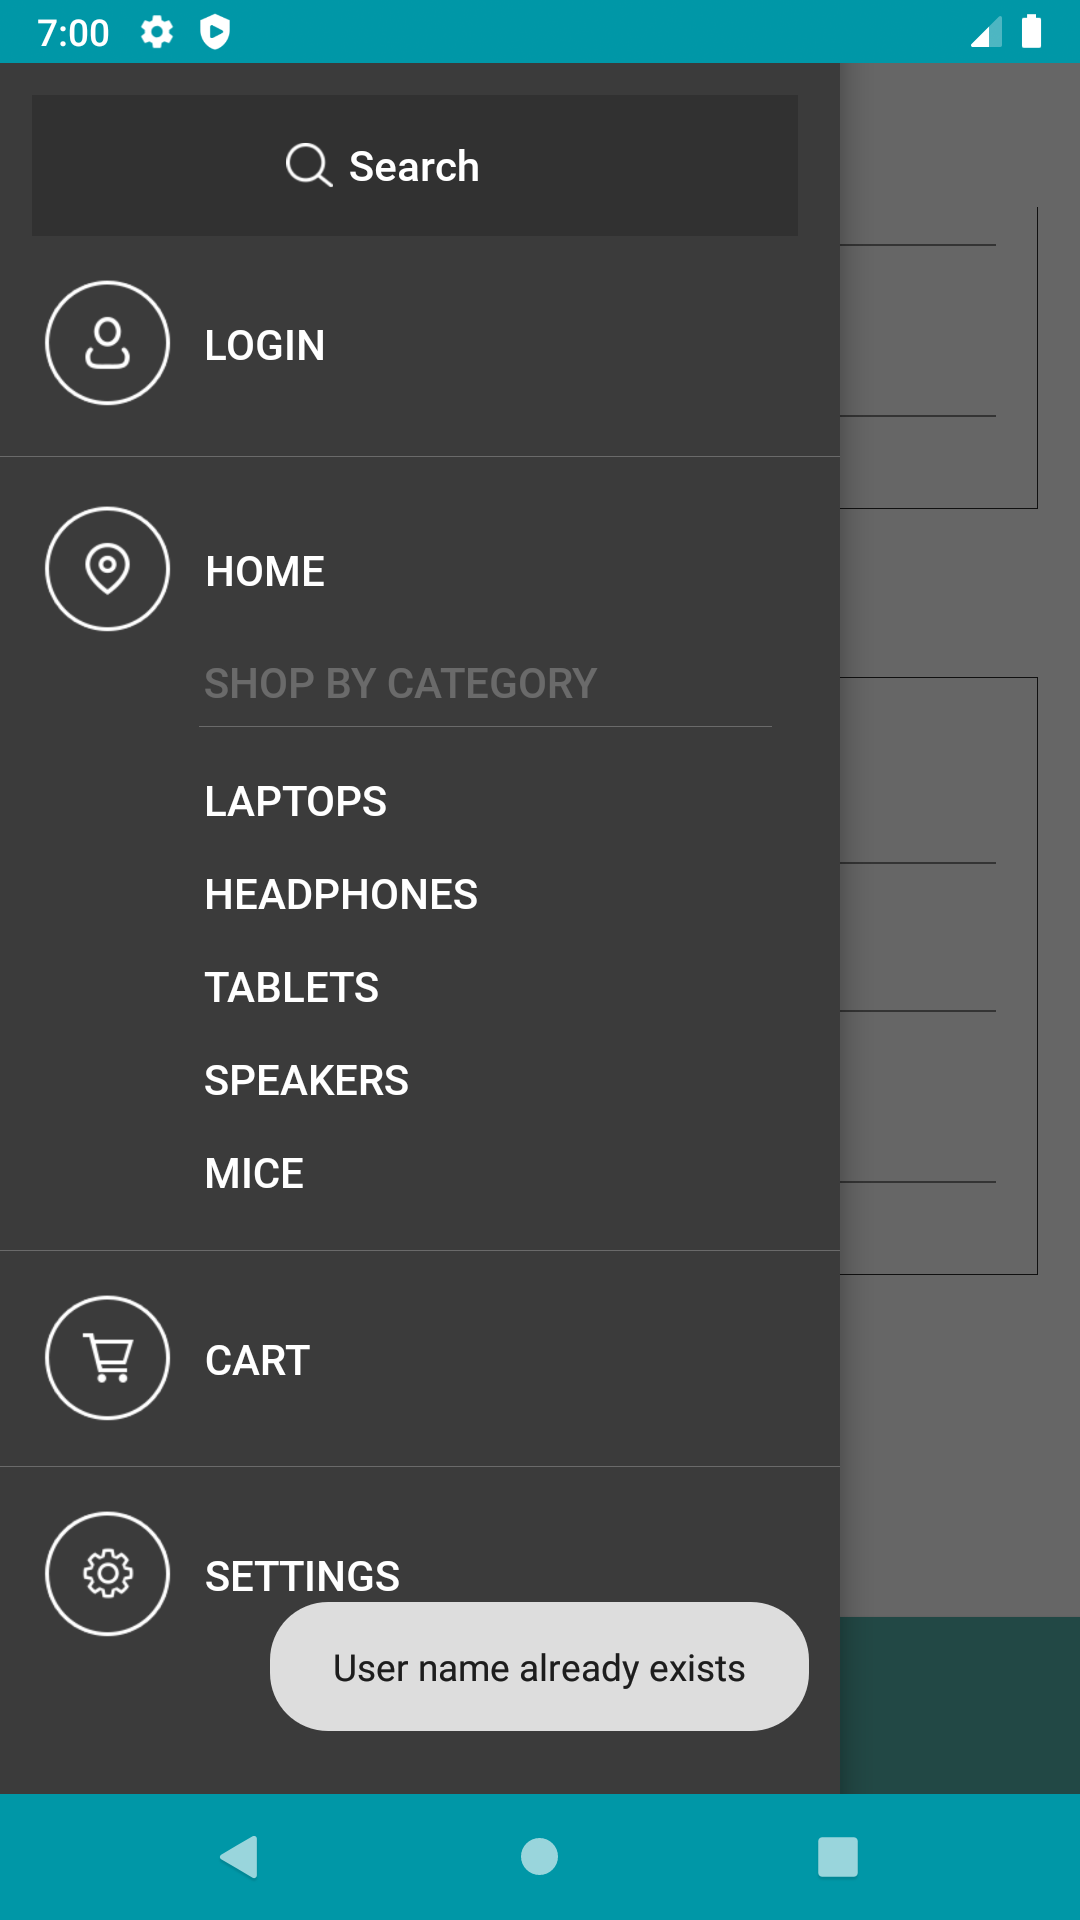 7:00
Search
LOGIN
HOME
SHOP BY CATEGORY
LAPTOPS
HEADPHONES
TABLETS
SPEAKERS
MICE
CART
SETTINGS
User name already exists